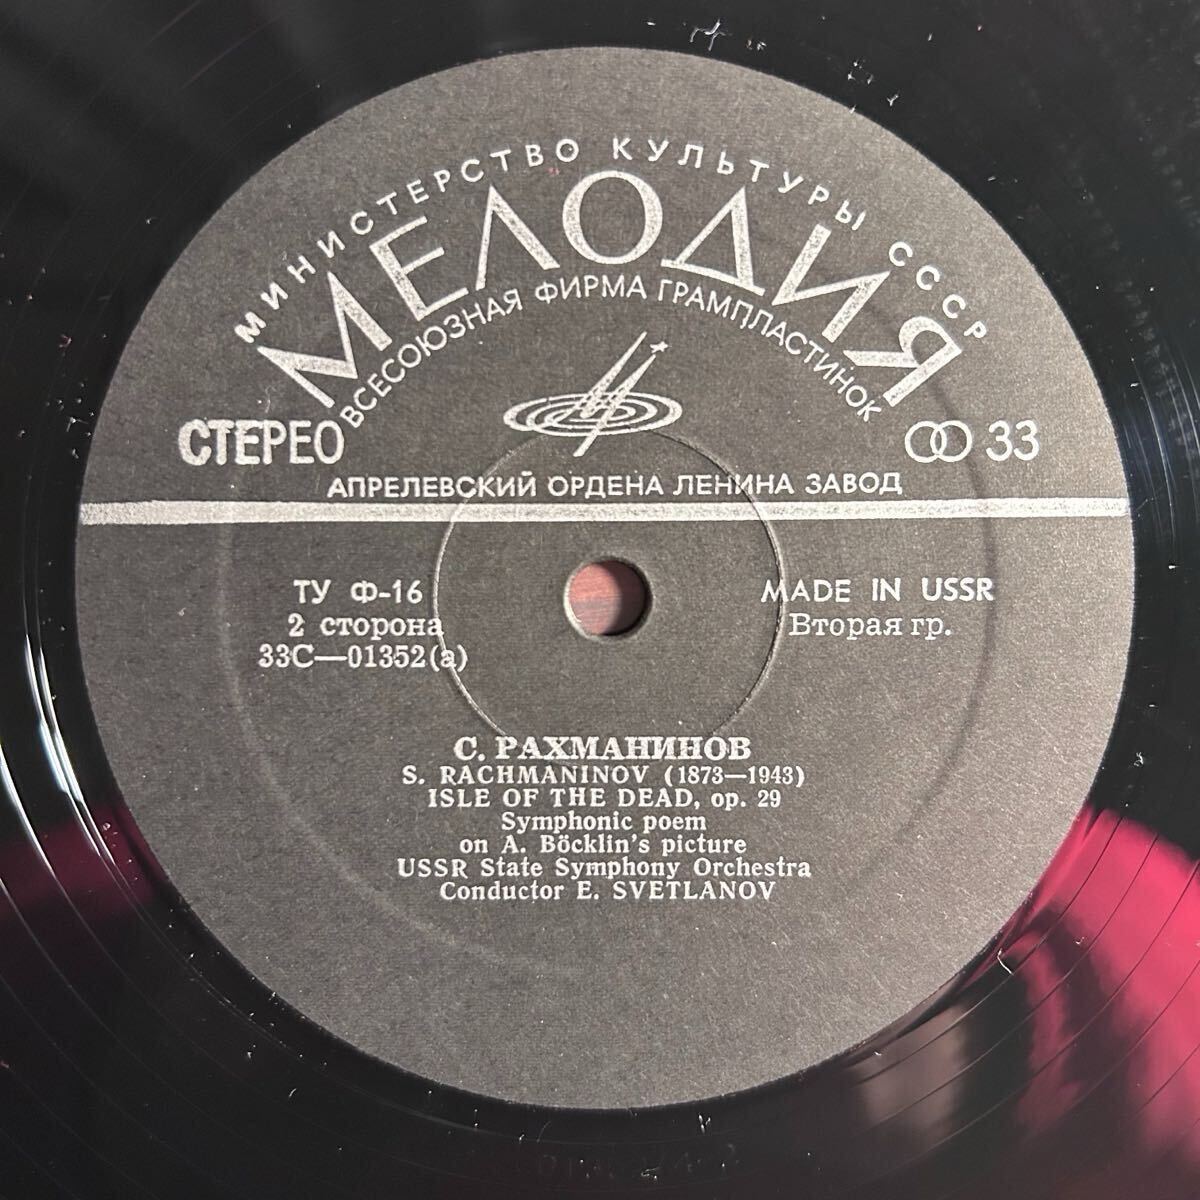 МИНИСТЕРСТВО КУЛЬТУРЫ СССР
МЕЛОДИЯ
ВСЕСОЮЗНАЯ ФИРМА ГРАМПЛАСТИНОК
СТЕРЕО
33
АПРЕЛЕВСКИЙ ОРДЕНА ЛЕНИНА ЗАВОД
ТУ Ф-16
2 сторона
33С—01352(а)
MADE IN USSR
Вторая гр.
С. РАХМАНИНОВ
S. RACHMANINOV (1873—1943)
ISLE OF THE DEAD, op. 29
Symphonic poem
on A. Böcklin's picture
USSR State Symphony Orchestra
Conductor E. SVETLANOV